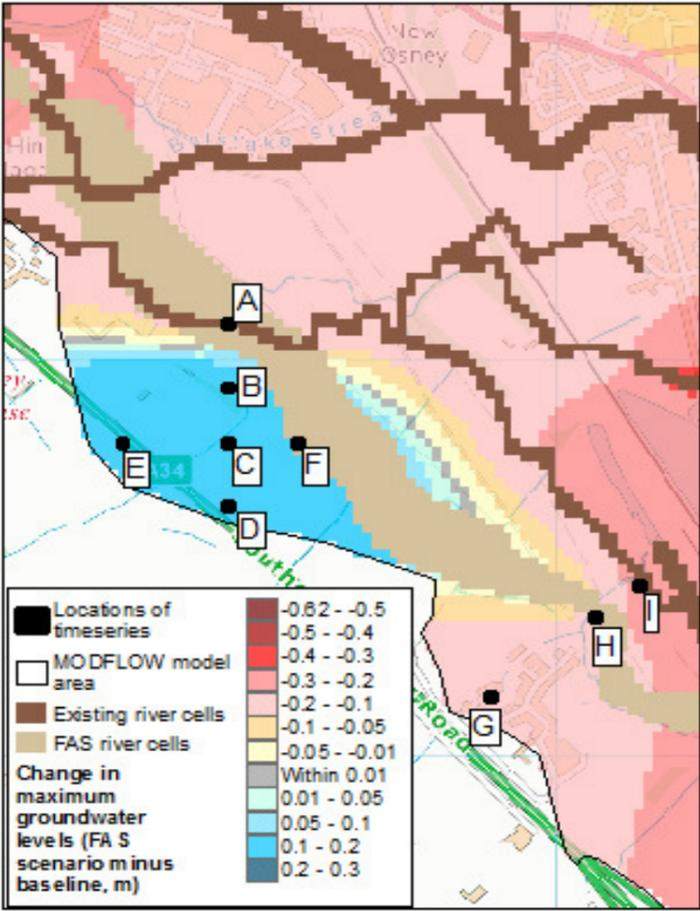 New
Osney
Bulstake Stream
A
B
C
F
E
A34
D
South
I
H
G
Road
Locations of
timeseries
MODFLOW model
area
Existing river cells
FAS river cells
Change in
maximum
groundwater
levels (FAS
scenario minus
baseline, m)
-0.62 - -0.5
-0.5 - -0.4
-0.4 - -0.3
-0.3 - -0.2
-0.2 - -0.1
-0.1 - -0.05
-0.05 - -0.01
Within 0.01
0.01 - 0.05
0.05 - 0.1
0.1 - 0.2
0.2 - 0.3